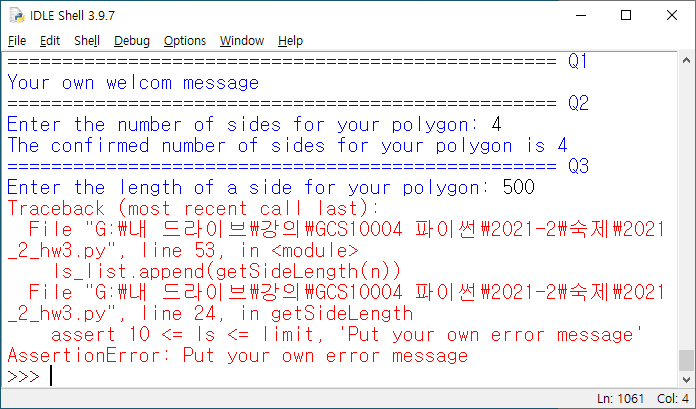 IDLE Shell 3.9.7
File Edit Shell Debug Options Window Help
================================================== Q1
Your own welcom message
================================================== Q2
Enter the number of sides for your polygon: 4
The confirmed number of sides for your polygon is 4
================================================== Q3
Enter the length of a side for your polygon: 500
Traceback (most recent call last):
  File "G:₩내 드라이브₩강의₩GCS10004 파이썬₩2021-2₩숙제₩2021
_2_hw3.py", line 53, in <module>
    ls_list.append(getSideLength(n))
  File "G:₩내 드라이브₩강의₩GCS10004 파이썬₩2021-2₩숙제₩2021
_2_hw3.py", line 24, in getSideLength
    assert 10 <= ls <= limit, 'Put your own error message'
AssertionError: Put your own error message
>>>
Ln: 1061 Col: 4